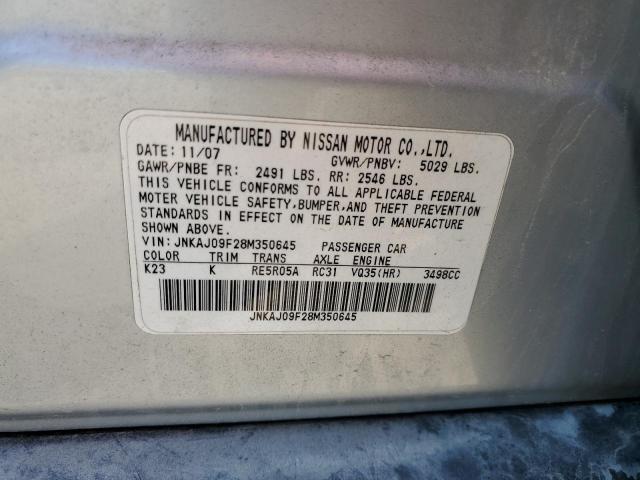 MANUFACTURED BY NISSAN MOTOR CO.,LTD.
DATE: 11/07 GVWR/PNBV: 5029 LBS.
GAWR/PNBE FR: 2491 LBS. RR: 2546 LBS.
THIS VEHICLE CONFORMS TO ALL APPLICABLE FEDERAL
MOTER VEHICLE SAFETY,BUMPER,AND THEFT PREVENTION
STANDARDS IN EFFECT ON THE DATE OF MANUFACTURE
SHOWN ABOVE.
VIN: JNKAJ09F28M350645 PASSENGER CAR
COLOR TRIM TRANS AXLE ENGINE
K23 K RE5R05A RC31 VQ35(HR) 3498CC
JNKAJ09F28M350645